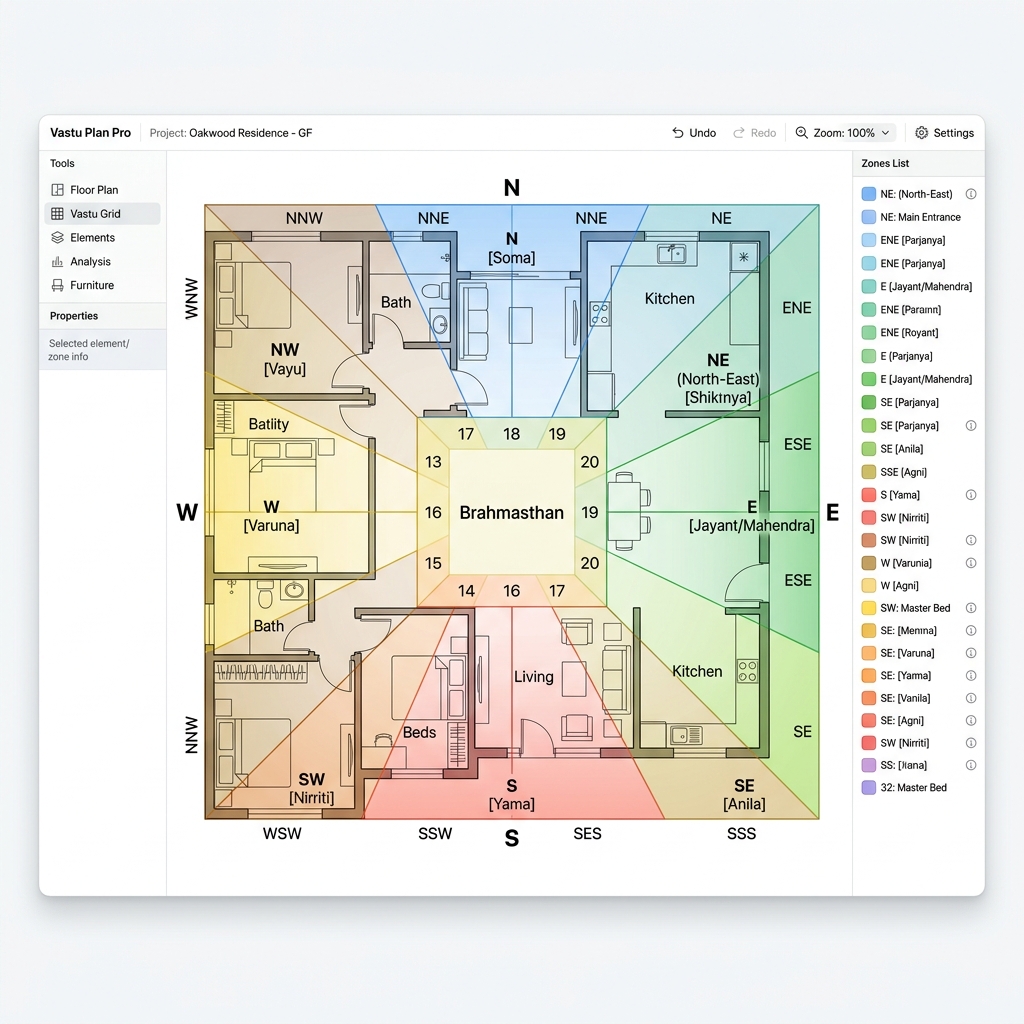 Vastu Plan Pro
Project: Oakwood Residence - GF
Undo
Redo
Zoom: 100%
Settings
Tools
Floor Plan
Vastu Grid
Elements
Analysis
Furniture
Properties
Selected element/
zone info
N
NNW
NNE
NNE
NE
N
[Soma]
WNW
Bath
Kitchen
ENE
NW
[Vayu]
NE
(North-East)
[Shikınya]
Batlity
17
18
19
ESE
13
20
W
W
[Varuna]
16
Brahmasthan
19
E
[Jayant/Mahendra]
E
15
20
ESE
14
16
17
Bath
Living
Kitchen
NNW
Beds
SE
SW
[Nirriti]
S
[Yama]
SE
[Anila]
WSW
SSW
S
SES
SSS
Zones List
NE: (North-East)
NE: Main Entrance
ENE [Parjanya]
ENE [Parjanya]
E [Jayant/Mahendra]
ENE [Royant]
E (Parjanya]
E [Jayant/Mahendra]
SE [Parjanya]
SE [Parjanya]
SE [Anila]
SSE [Agni]
S [Yama]
SW [Nirriti]
SW [Nirriti]
W [Varunia]
W [Agni]
SW: Master Bed
SE: [Memna]
SE: [Varuna]
SE: [Yama]
SE: [Vanila]
SE: [Agni]
SW [Nirriti]
32: Master Bed